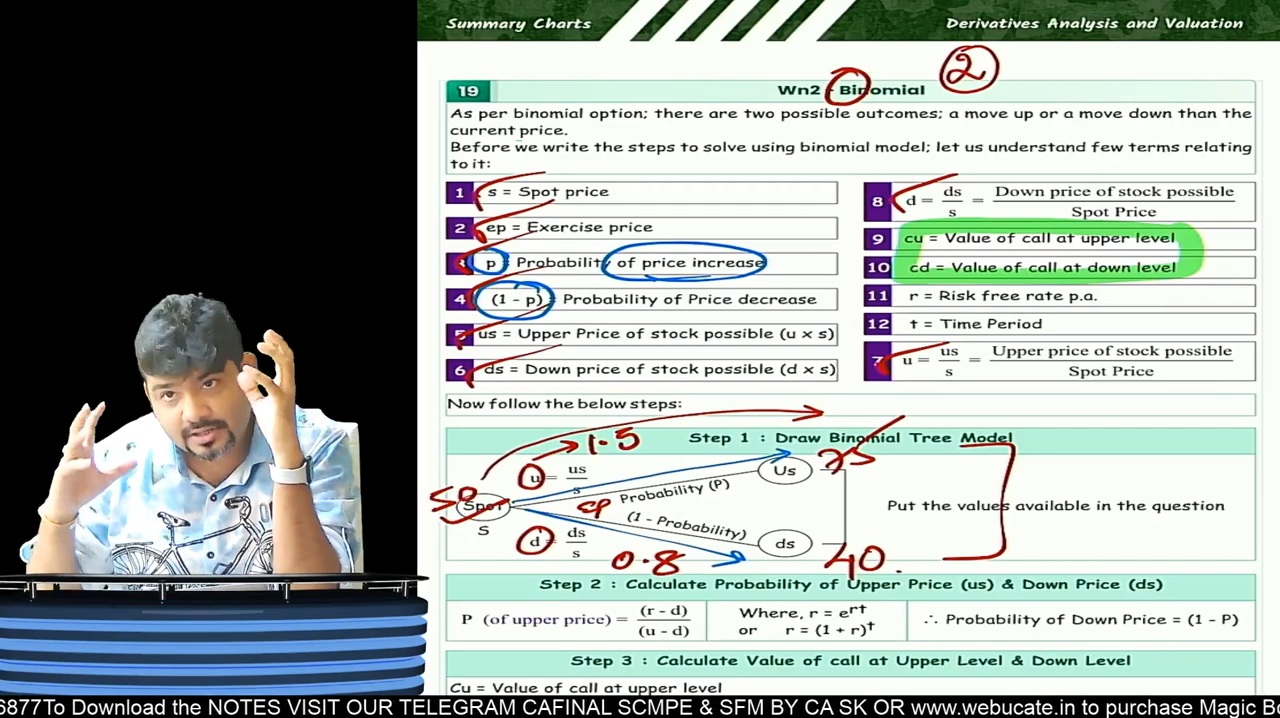 Summary Charts
Derivatives Analysis and Valuation
2
19
Wn2 - Binomial
As per binomial option; there are two possible outcomes; a move up or a move down than the
current price.
Before we write the steps to solve using binomial model; let us understand few terms relating
to it:
1 s = Spot price
2 ep = Exercise price
p = Probability of price increase
4 (1 - p) = Probability of Price decrease
5 us = Upper Price of stock possible (u x s)
6 ds = Down price of stock possible (d x s)
8 d = ds/s = Down price of stock possible / Spot Price
9 cu = Value of call at upper level
10 cd = Value of call at down level
11 r = Risk free rate p.a.
12 t = Time Period
7 u = us/s = Upper price of stock possible / Spot Price
Now follow the below steps:
Step 1 : Draw Binomial Tree Model
1.5
75
u = us/s
Us
50
Spot
S
Probability (P)
(1 - Probability)
Put the values available in the question
d = ds/s
ds
0.8
40
Step 2 : Calculate Probability of Upper Price (us) & Down Price (ds)
P (of upper price) = (r - d) / (u - d)
Where, r = e^rt
or r = (1 + r)^t
∴ Probability of Down Price = (1 - P)
Step 3 : Calculate Value of call at Upper Level & Down Level
Cu = Value of call at upper level
6877To Download the NOTES VISIT OUR TELEGRAM CAFINAL SCMPE & SFM BY CA SK OR www.webucate.in to purchase Magic Bo